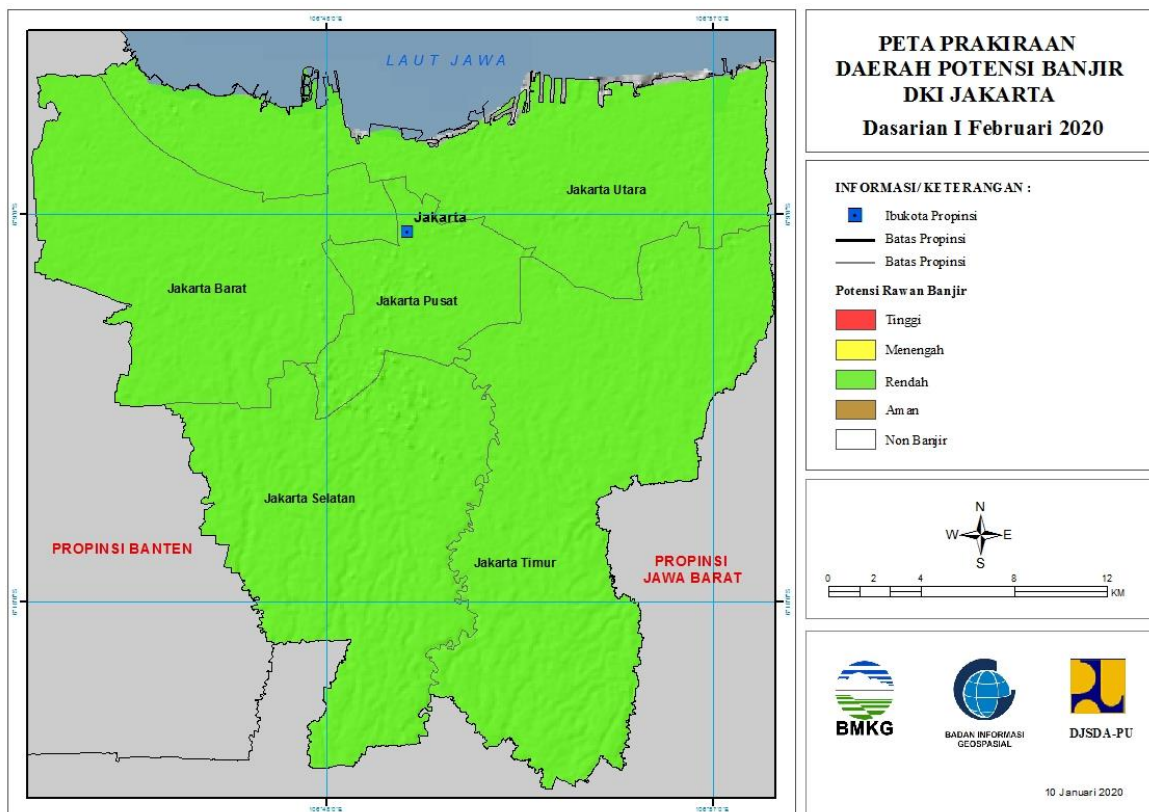 PETA PRAKIRAAN
DAERAH POTENSI BANJIR
DKI JAKARTA
Dasarian I Februari 2020
INFORMASI/ KETERANGAN :
Ibukota Propinsi
Batas Propinsi
Batas Propinsi
Potensi Rawan Banjir
Tinggi
Menengah
Rendah
Aman
Non Banjir
N
W E
S
0 2 4 8 12
KM
BMKG
BADAN INFORMASI
GEOSPASIAL
DJSDA-PU
10 Januari 2020
LAUT JAWA
Jakarta Utara
Jakarta
Jakarta Barat
Jakarta Pusat
Jakarta Selatan
Jakarta Timur
PROPINSI BANTEN
PROPINSI
JAWA BARAT